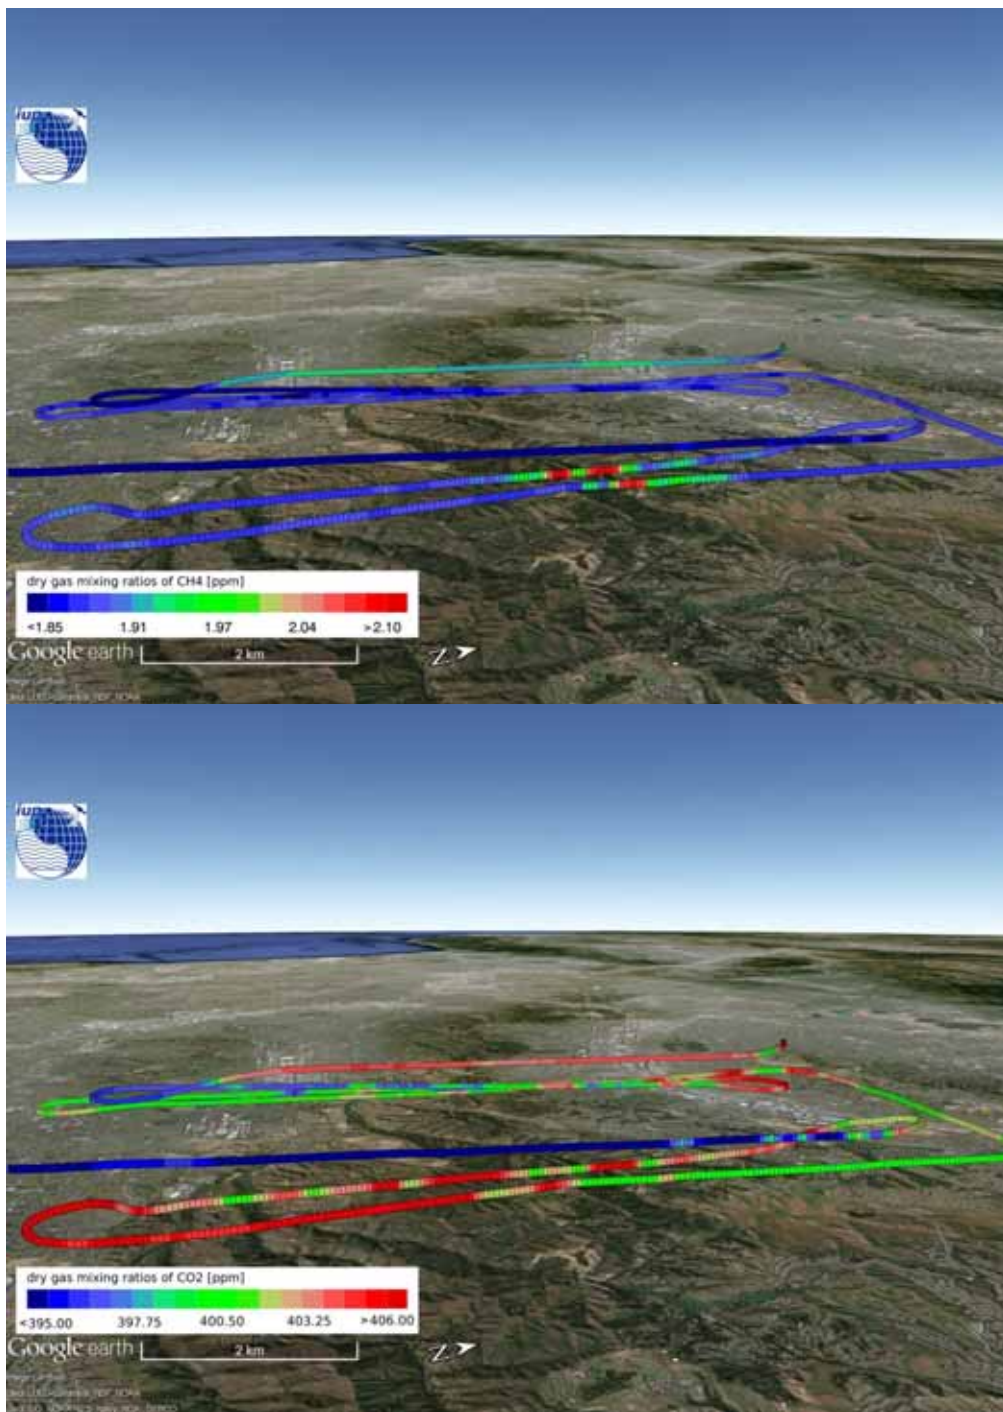 iup
dry gas mixing ratios of CH4 [ppm]
<1.85 1.91 1.97 2.04 >2.10
Google earth
2 km
N
iup
dry gas mixing ratios of CO2 [ppm]
<395.00 397.75 400.50 403.25 >406.00
Google earth
2 km
N